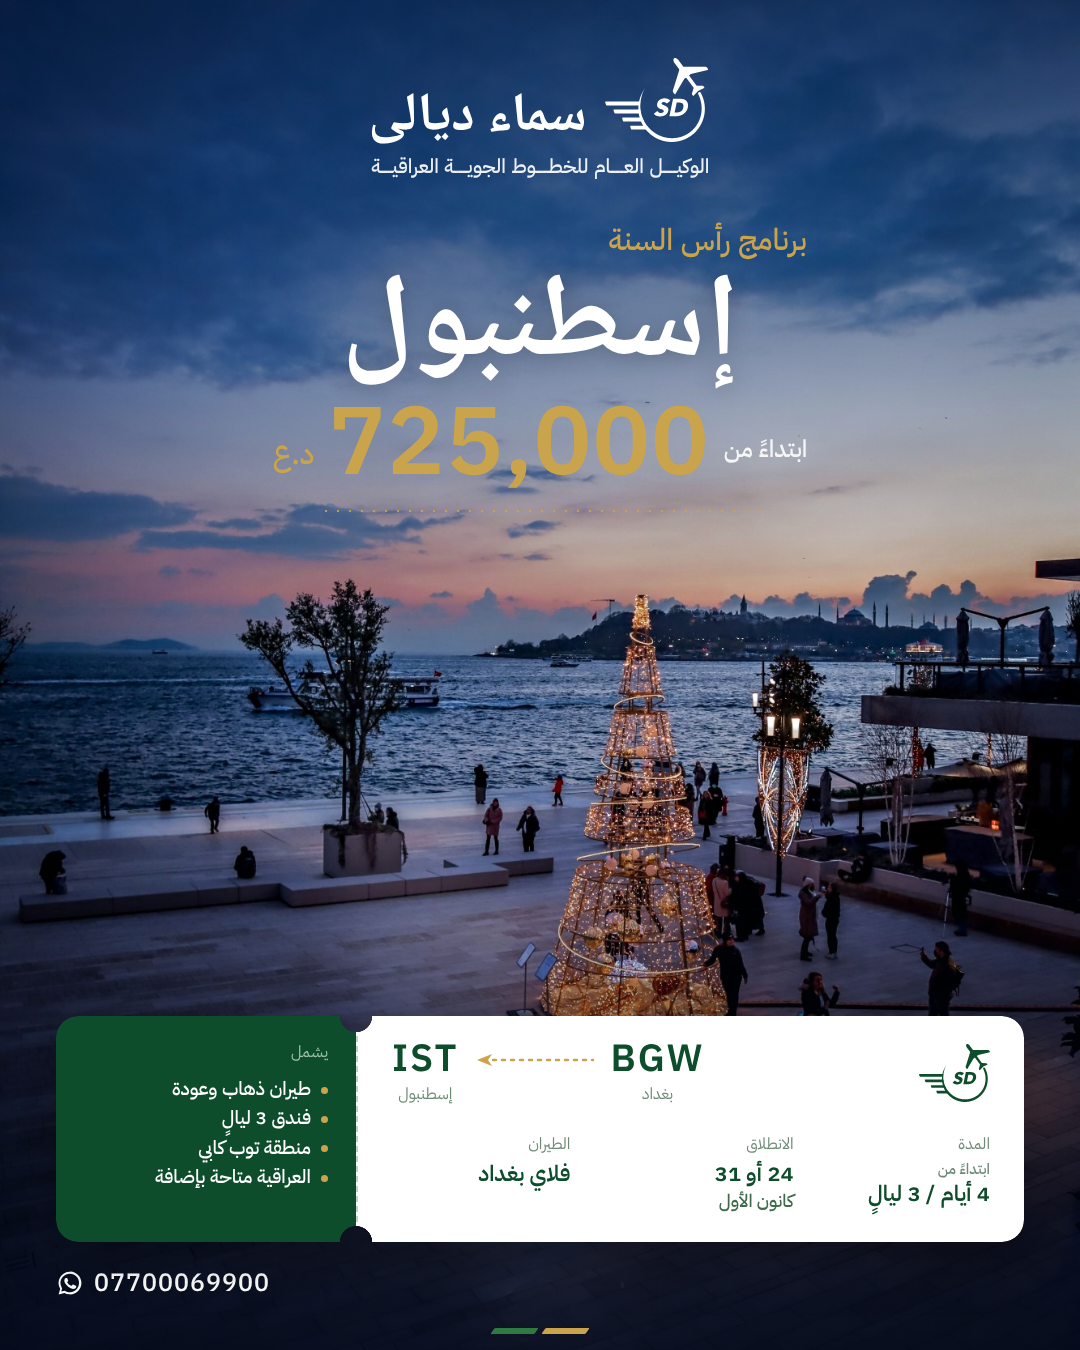 SD
سماء ديالى
الوكيـــل العـــام للخطـــوط الجويـــة العراقيـــة
برنامج رأس السنة
إسطنبول
ابتداءً من 725,000 د.ع
SD
BGW
بغداد
IST
إسطنبول
المدة
ابتداءً من
4 أيام / 3 ليالٍ
الانطلاق
24 أو 31
كانون الأول
الطيران
فلاي بغداد
يشمل
طيران ذهاب وعودة
فندق 3 ليالٍ
منطقة توب كابي
العراقية متاحة بإضافة
07700069900